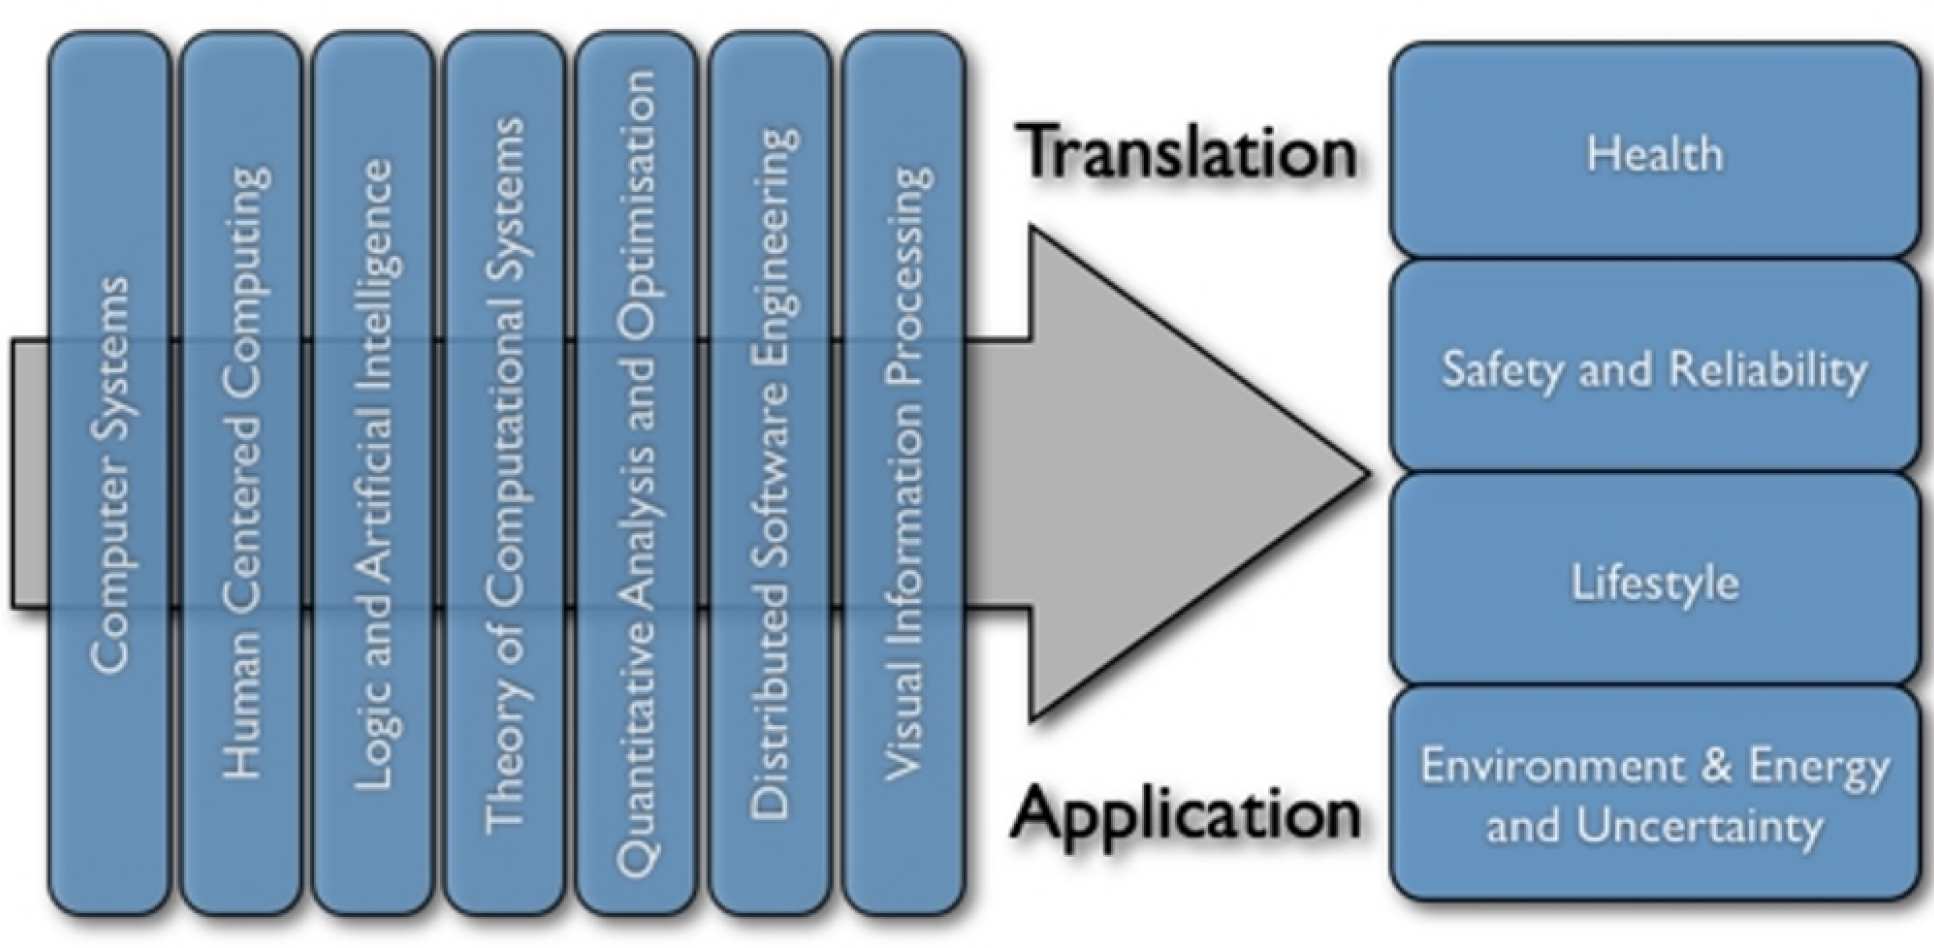 Computer Systems
Human Centered Computing
Logic and Artificial Intelligence
Theory of Computational Systems
Quantitative Analysis and Optimisation
Distributed Software Engineering
Visual Information Processing
Translation
Application
Health
Safety and Reliability
Lifestyle
Environment & Energy
and Uncertainty